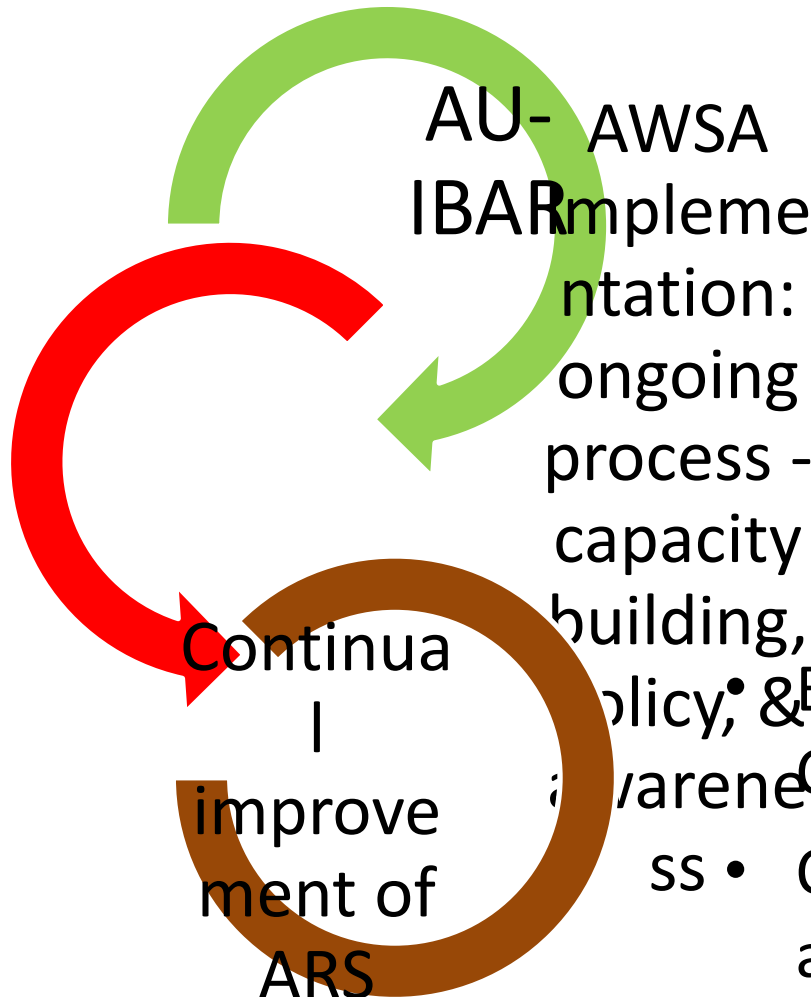 AU-
IBAR
AWSA
Impleme
ntation:
ongoing
process -
capacity
building,
policy, &
awarene
ss
Continua
l
improve
ment of
ARS
•
•